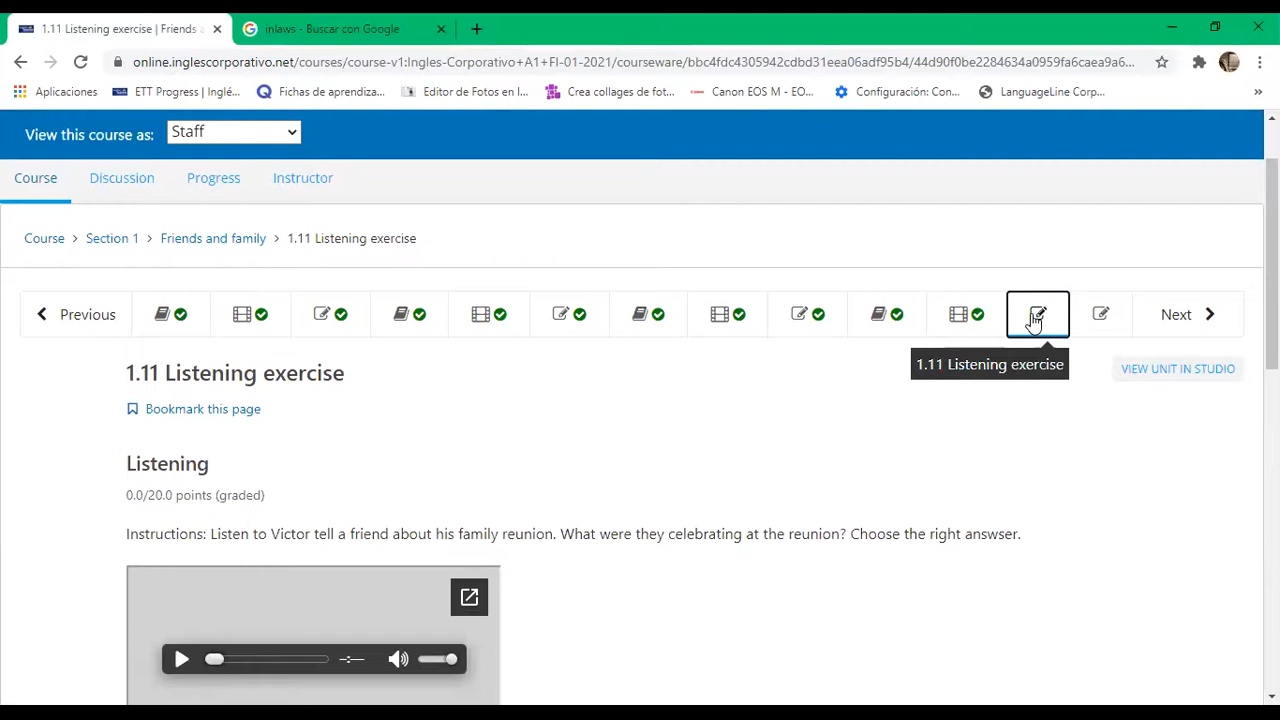 1.11 Listening exercise | Friends a
inlaws - Buscar con Google
online.inglescorporativo.net/courses/course-v1:Ingles-Corporativo+A1+FI-01-2021/courseware/bbc4fdc4305942cdbd31eea06adf95b4/44d90f0be2284634a0959fa6caea9a6...
Aplicaciones
ETT Progress | Inglé...
Fichas de aprendiza...
Editor de Fotos en l...
Crea collages de fot...
Canon EOS M - EO...
Configuración: Con...
LanguageLine Corp...
View this course as:
Staff
Course
Discussion
Progress
Instructor
Course > Section 1 > Friends and family > 1.11 Listening exercise
Previous
Next
1.11 Listening exercise
1.11 Listening exercise
VIEW UNIT IN STUDIO
Bookmark this page
Listening
0.0/20.0 points (graded)
Instructions: Listen to Victor tell a friend about his family reunion. What were they celebrating at the reunion? Choose the right answser.